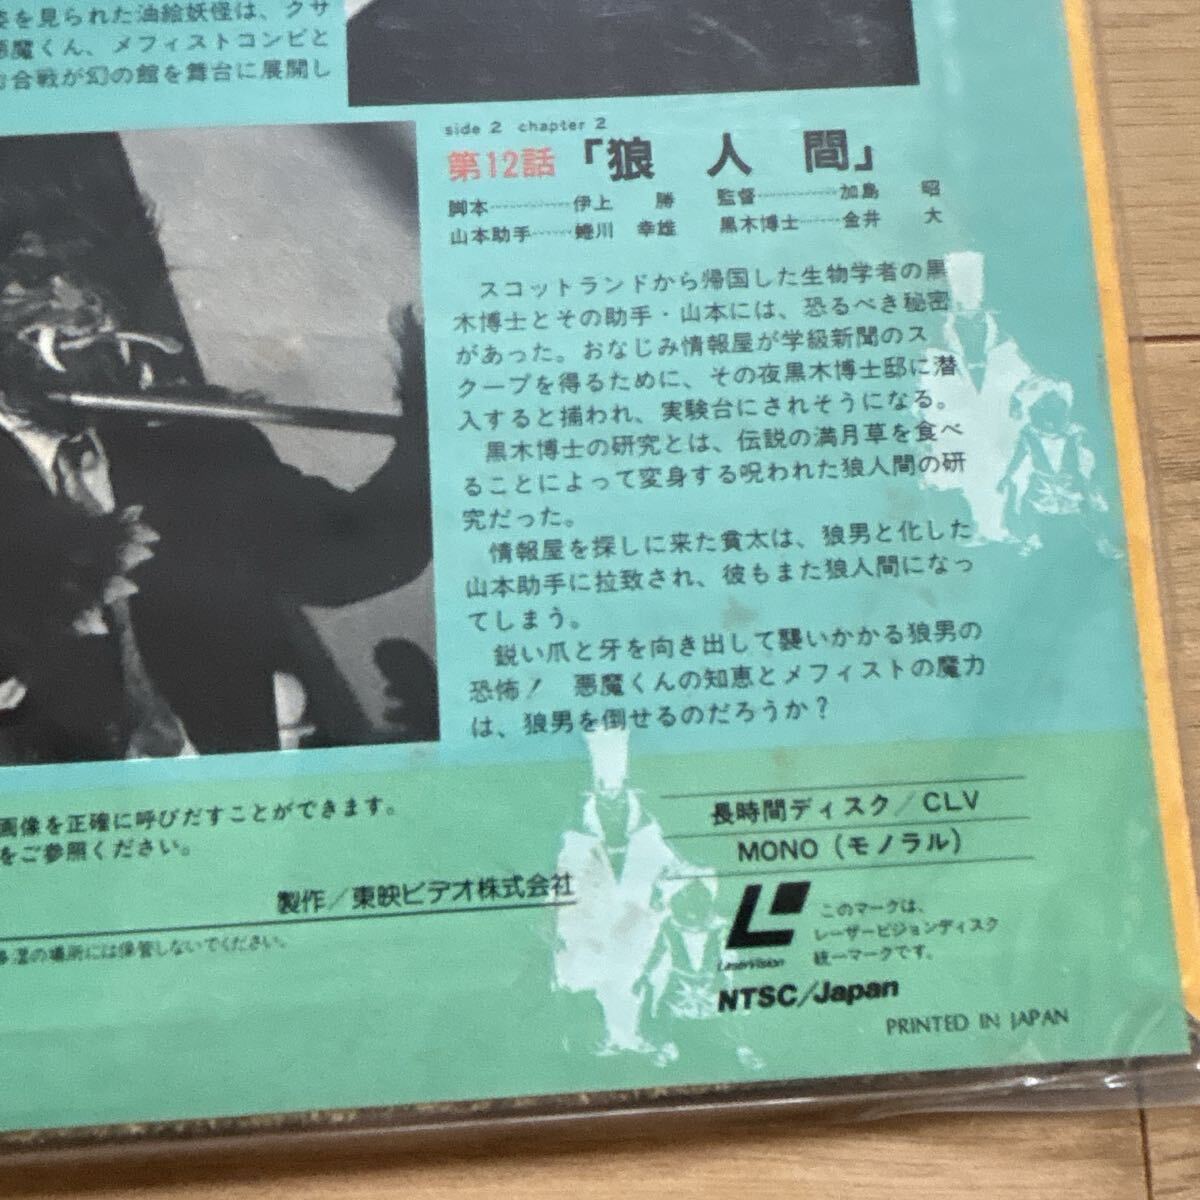 を見られた油絵妖怪は、クサ
悪魔くん、メフィストコンビと
合戦が幻の館を舞台に展開し
side 2 chapter 2
第12話「狼人間」
脚本…………伊上 勝 監督…………加島 昭
山本助手……蜷川 幸雄 黒木博士……金井 大
スコットランドから帰国した生物学者の黒
木博士とその助手・山本には、恐るべき秘密
があった。おなじみ情報屋が学級新聞のス
クープを得るために、その夜黒木博士邸に潜
入すると捕われ、実験台にされそうになる。
黒木博士の研究とは、伝説の満月草を食べ
ることによって変身する呪われた狼人間の研
究だった。
情報屋を探しに来た貧太は、狼男と化した
山本助手に拉致され、彼もまた狼人間になっ
てしまう。
鋭い爪と牙を向き出して襲いかかる狼男の
恐怖! 悪魔くんの知恵とメフィストの魔力
は、狼男を倒せるのだろうか?
画像を正確に呼びだすことができます。
をご参照ください。
製作/東映ビデオ株式会社
多湿の場所には保管しないでください。
長時間ディスク/CLV
MONO(モノラル)
LaserVision
このマークは、
レーザービジョンディスク
統一マークです。
NTSC/Japan
PRINTED IN JAPAN